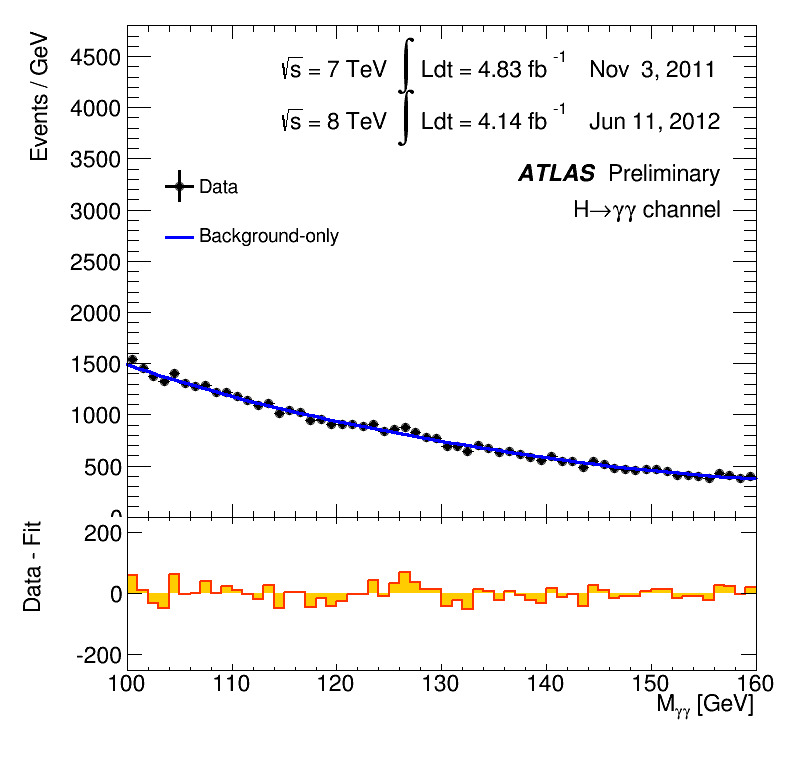 Events / GeV
4500
4000
3500
3000
2500
2000
1500
1000
500
0
√s = 7 TeV ∫ Ldt = 4.83 fb⁻¹ Nov 3, 2011
√s = 8 TeV ∫ Ldt = 4.14 fb⁻¹ Jun 11, 2012
ATLAS Preliminary
H→γγ channel
Data
Background-only
Data - Fit
200
0
-200
100 110 120 130 140 150 160
Mγγ [GeV]